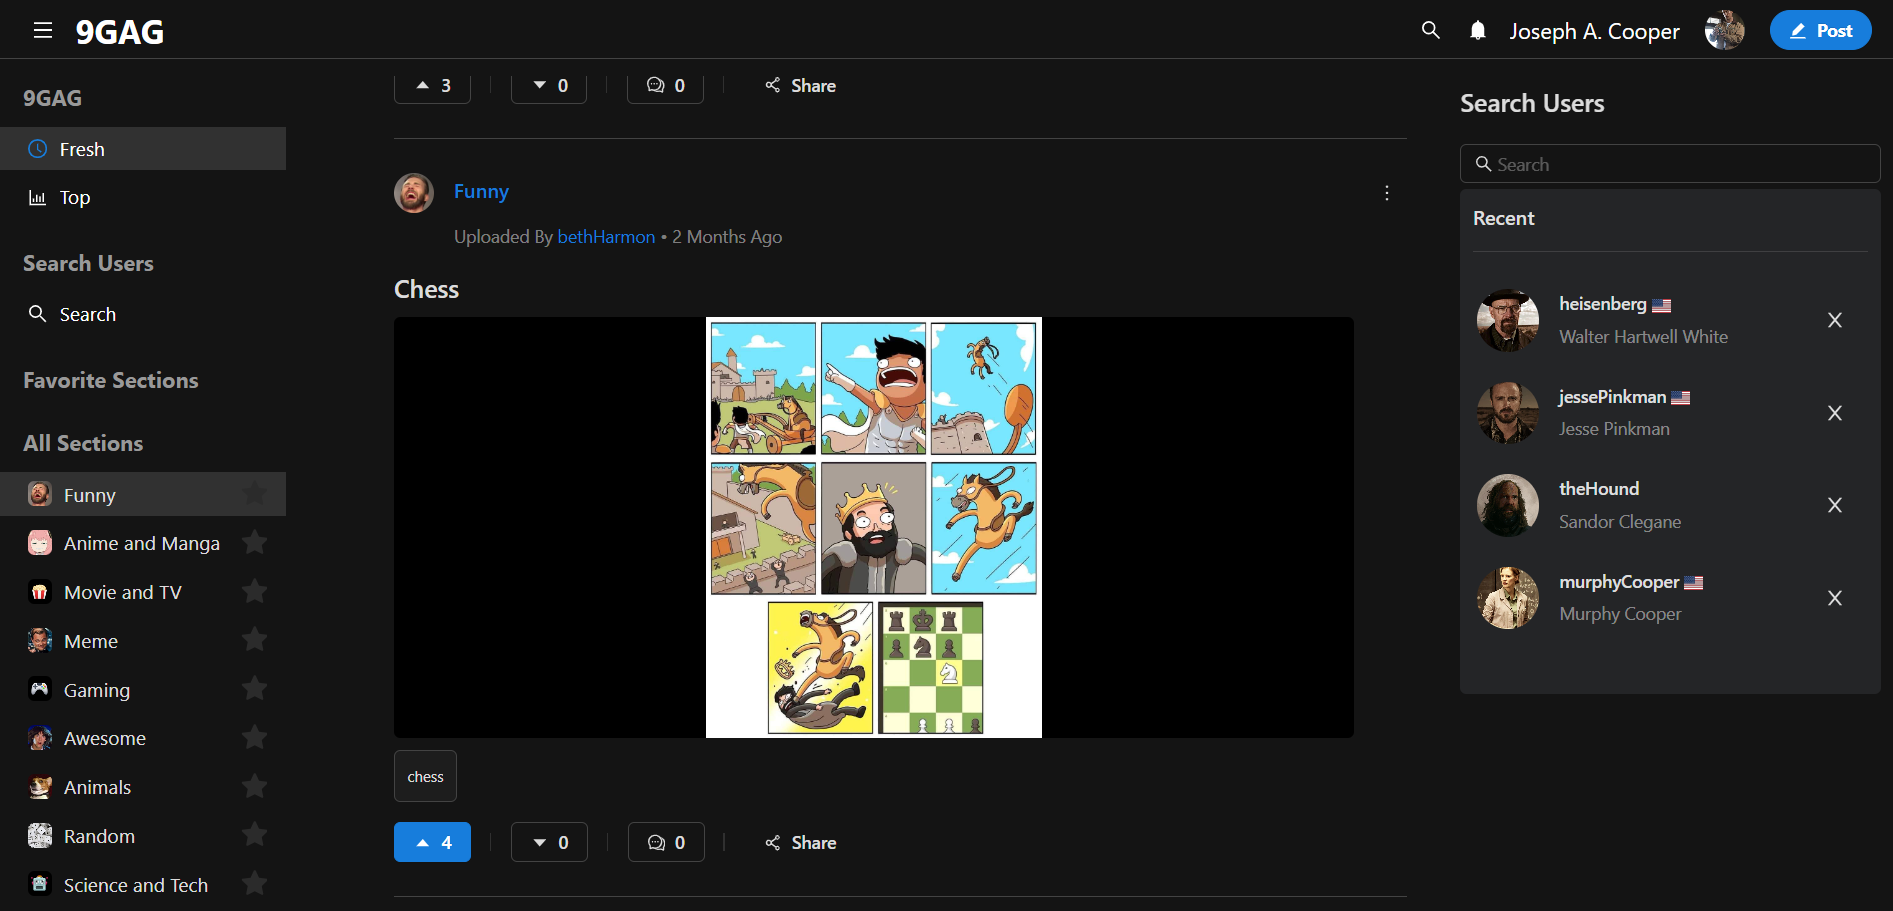 9GAG
Joseph A. Cooper
Post
9GAG
Fresh
Top
Search Users
Search
Favorite Sections
All Sections
Funny
Anime and Manga
Movie and TV
Meme
Gaming
Awesome
Animals
Random
Science and Tech
3
0
0
Share
Funny
Uploaded By bethHarmon • 2 Months Ago
Chess
chess
4
0
0
Share
Search Users
Search
Recent
heisenberg
Walter Hartwell White
X
jessePinkman
Jesse Pinkman
X
theHound
Sandor Clegane
X
murphyCooper
Murphy Cooper
X